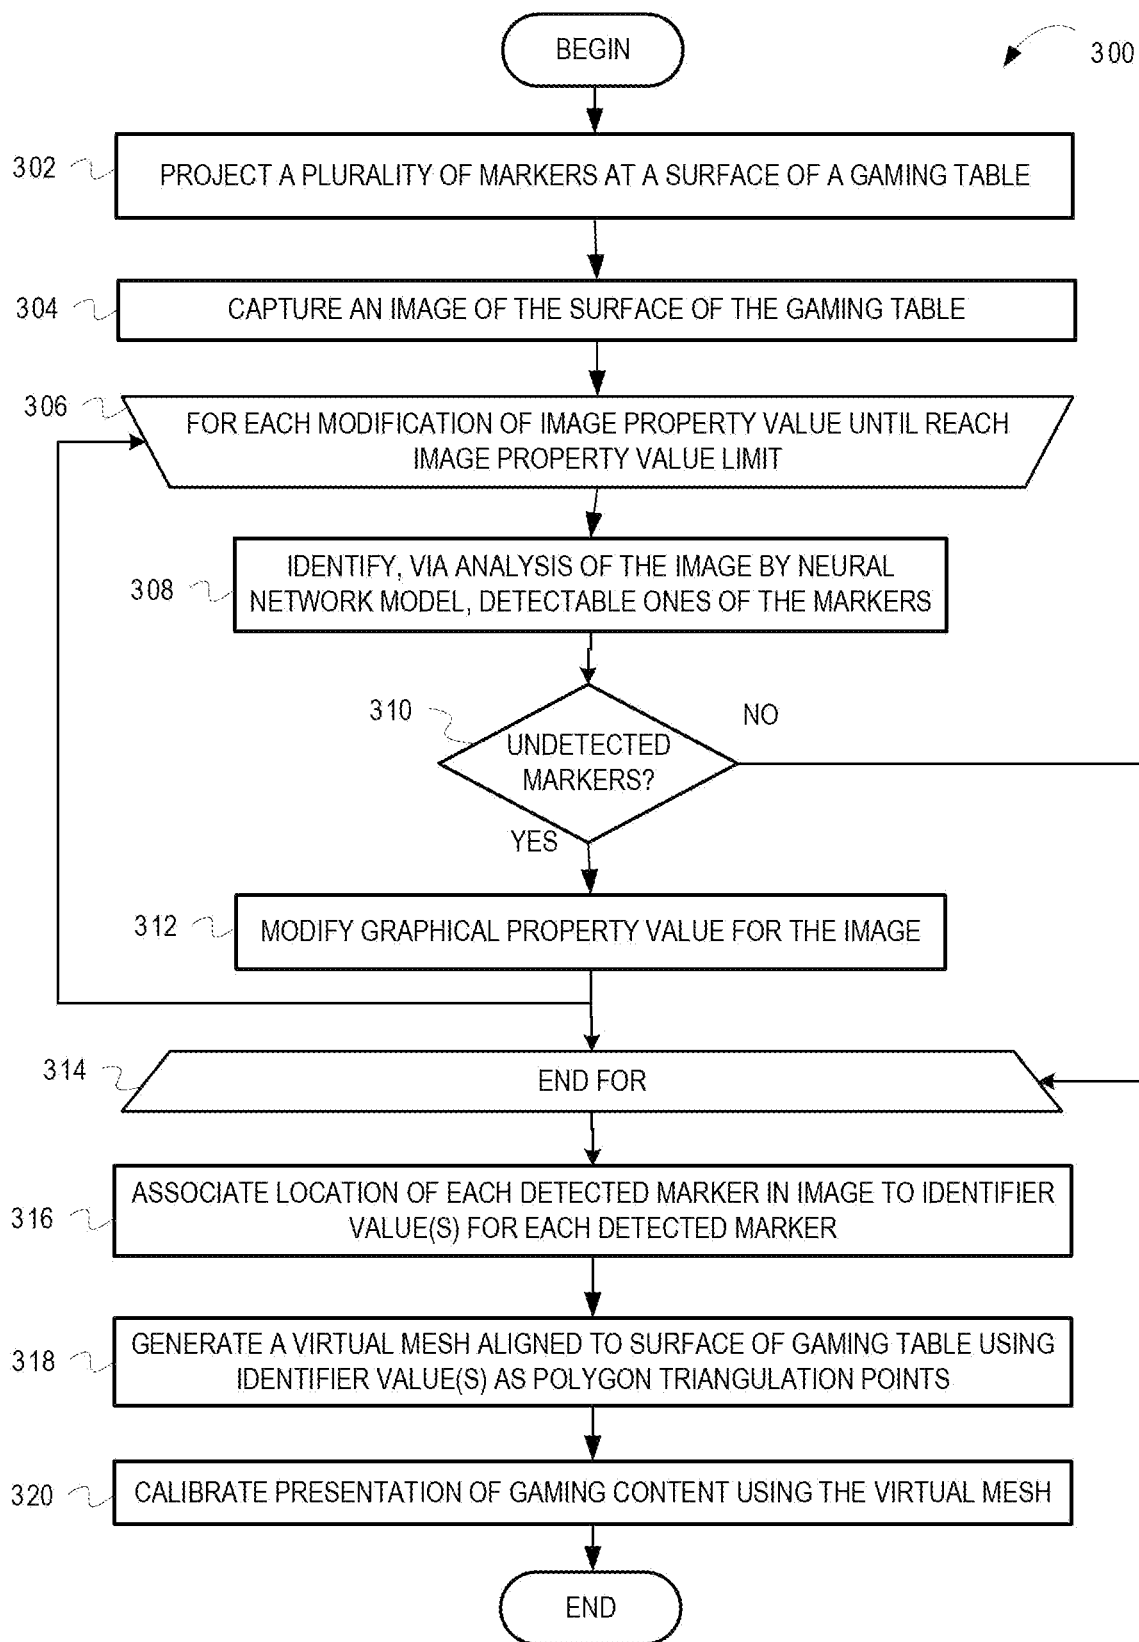 BEGIN
300
302
PROJECT A PLURALITY OF MARKERS AT A SURFACE OF A GAMING TABLE
304
CAPTURE AN IMAGE OF THE SURFACE OF THE GAMING TABLE
306
FOR EACH MODIFICATION OF IMAGE PROPERTY VALUE UNTIL REACH
IMAGE PROPERTY VALUE LIMIT
308
IDENTIFY, VIA ANALYSIS OF THE IMAGE BY NEURAL
NETWORK MODEL, DETECTABLE ONES OF THE MARKERS
310
UNDETECTED
MARKERS?
NO
YES
312
MODIFY GRAPHICAL PROPERTY VALUE FOR THE IMAGE
314
END FOR
316
ASSOCIATE LOCATION OF EACH DETECTED MARKER IN IMAGE TO IDENTIFIER
VALUE(S) FOR EACH DETECTED MARKER
318
GENERATE A VIRTUAL MESH ALIGNED TO SURFACE OF GAMING TABLE USING
IDENTIFIER VALUE(S) AS POLYGON TRIANGULATION POINTS
320
CALIBRATE PRESENTATION OF GAMING CONTENT USING THE VIRTUAL MESH
END